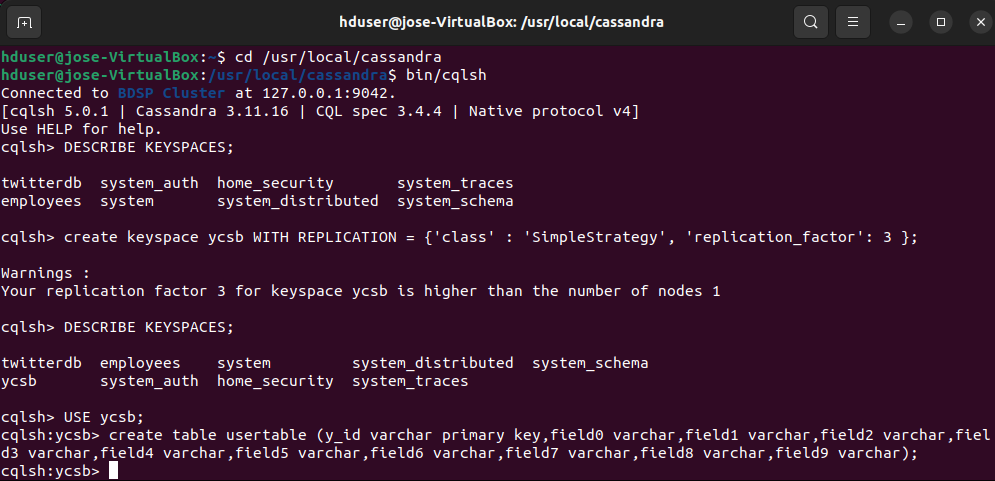 hduser@jose-VirtualBox: /usr/local/cassandra
hduser@jose-VirtualBox:~$ cd /usr/local/cassandra
hduser@jose-VirtualBox:/usr/local/cassandra$ bin/cqlsh
Connected to BDSP Cluster at 127.0.0.1:9042.
[cqlsh 5.0.1 | Cassandra 3.11.16 | CQL spec 3.4.4 | Native protocol v4]
Use HELP for help.
cqlsh> DESCRIBE KEYSPACES;
twitterdb  system_auth  home_security       system_traces
employees  system       system_distributed  system_schema
cqlsh> create keyspace ycsb WITH REPLICATION = {'class' : 'SimpleStrategy', 'replication_factor': 3 };
Warnings :
Your replication factor 3 for keyspace ycsb is higher than the number of nodes 1
cqlsh> DESCRIBE KEYSPACES;
twitterdb  employees    system         system_distributed  system_schema
ycsb       system_auth  home_security  system_traces
cqlsh> USE ycsb;
cqlsh:ycsb> create table usertable (y_id varchar primary key,field0 varchar,field1 varchar,field2 varchar,fiel
d3 varchar,field4 varchar,field5 varchar,field6 varchar,field7 varchar,field8 varchar,field9 varchar);
cqlsh:ycsb>